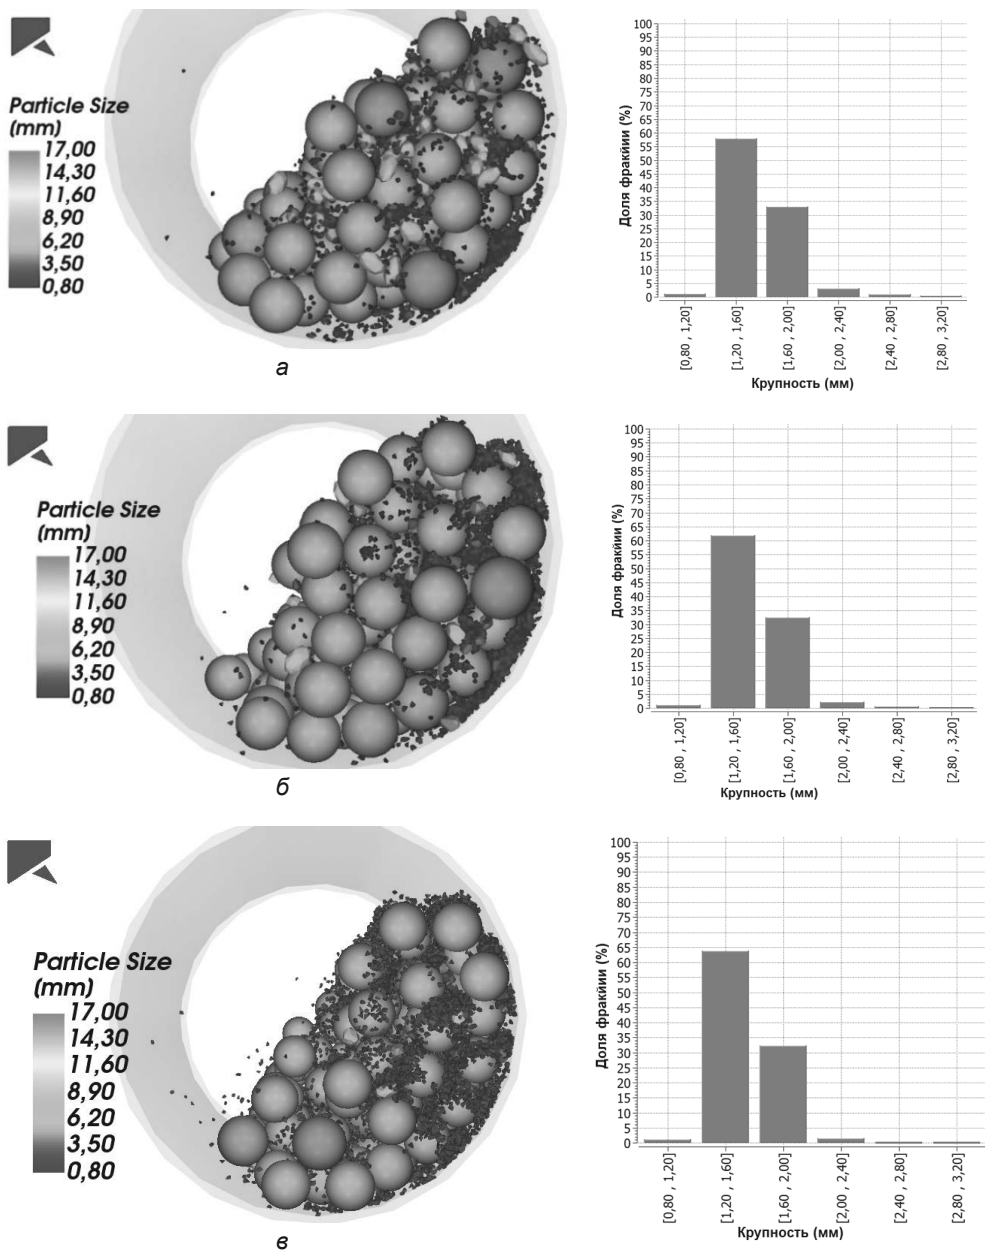 Particle Size
(mm)
17,00
14,30
11,60
8,90
6,20
3,50
0,80
а
Доля фракйии (%)
100
95
90
85
80
75
70
65
60
55
50
45
40
35
30
25
20
15
10
5
0
[0,80 , 1,20]
[1,20 , 1,60]
[1,60 , 2,00]
[2,00 , 2,40]
[2,40 , 2,80]
[2,80 , 3,20]
Крупность (мм)
Particle Size
(mm)
17,00
14,30
11,60
8,90
6,20
3,50
0,80
б
Доля фракйии (%)
100
95
90
85
80
75
70
65
60
55
50
45
40
35
30
25
20
15
10
5
0
[0,80 , 1,20]
[1,20 , 1,60]
[1,60 , 2,00]
[2,00 , 2,40]
[2,40 , 2,80]
[2,80 , 3,20]
Крупность (мм)
Particle Size
(mm)
17,00
14,30
11,60
8,90
6,20
3,50
0,80
в
Доля фракйии (%)
100
95
90
85
80
75
70
65
60
55
50
45
40
35
30
25
20
15
10
5
0
[0,80 , 1,20]
[1,20 , 1,60]
[1,60 , 2,00]
[2,00 , 2,40]
[2,40 , 2,80]
[2,80 , 3,20]
Крупность (мм)